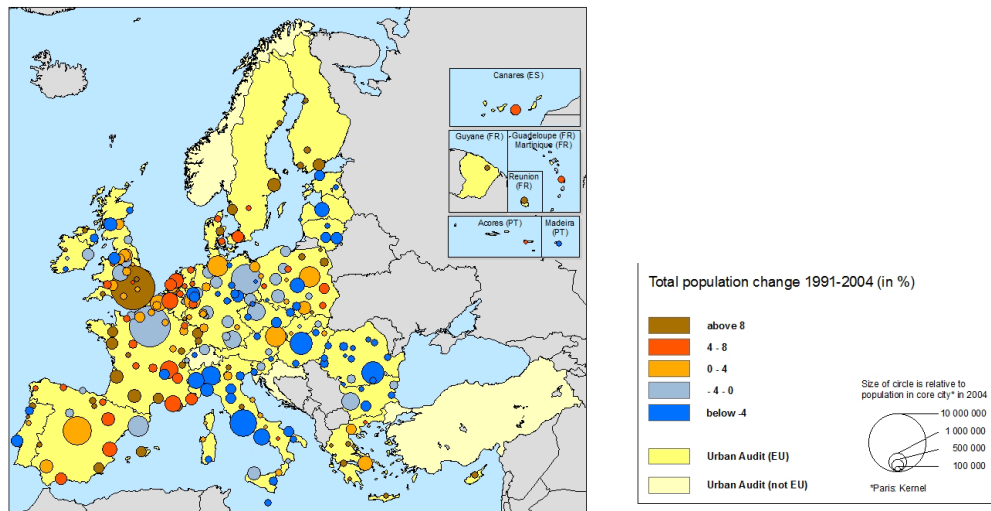 Canares (ES)
Guyane (FR)
Guadeloupe (FR)
Martinique (FR)
Reunion
(FR)
Acores (PT)
Madeira
(PT)
Total population change 1991-2004 (in %)
above 8
4 - 8
0 - 4
- 4 - 0
below -4
Urban Audit (EU)
Urban Audit (not EU)
Size of circle is relative to
population in core city* in 2004
10 000 000
1 000 000
500 000
100 000
*Paris: Kernel